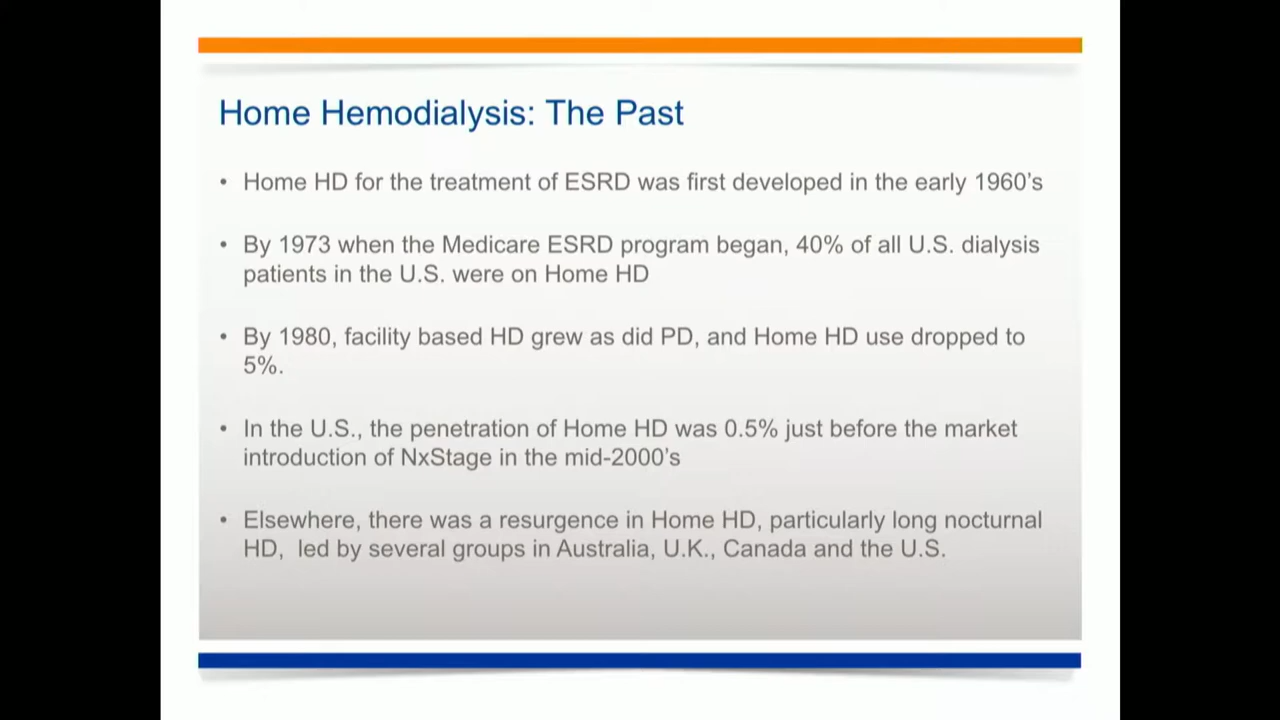 Home Hemodialysis: The Past
• Home HD for the treatment of ESRD was first developed in the early 1960’s
• By 1973 when the Medicare ESRD program began, 40% of all U.S. dialysis
patients in the U.S. were on Home HD
• By 1980, facility based HD grew as did PD, and Home HD use dropped to
5%.
• In the U.S., the penetration of Home HD was 0.5% just before the market
introduction of NxStage in the mid-2000’s
• Elsewhere, there was a resurgence in Home HD, particularly long nocturnal
HD,  led by several groups in Australia, U.K., Canada and the U.S.